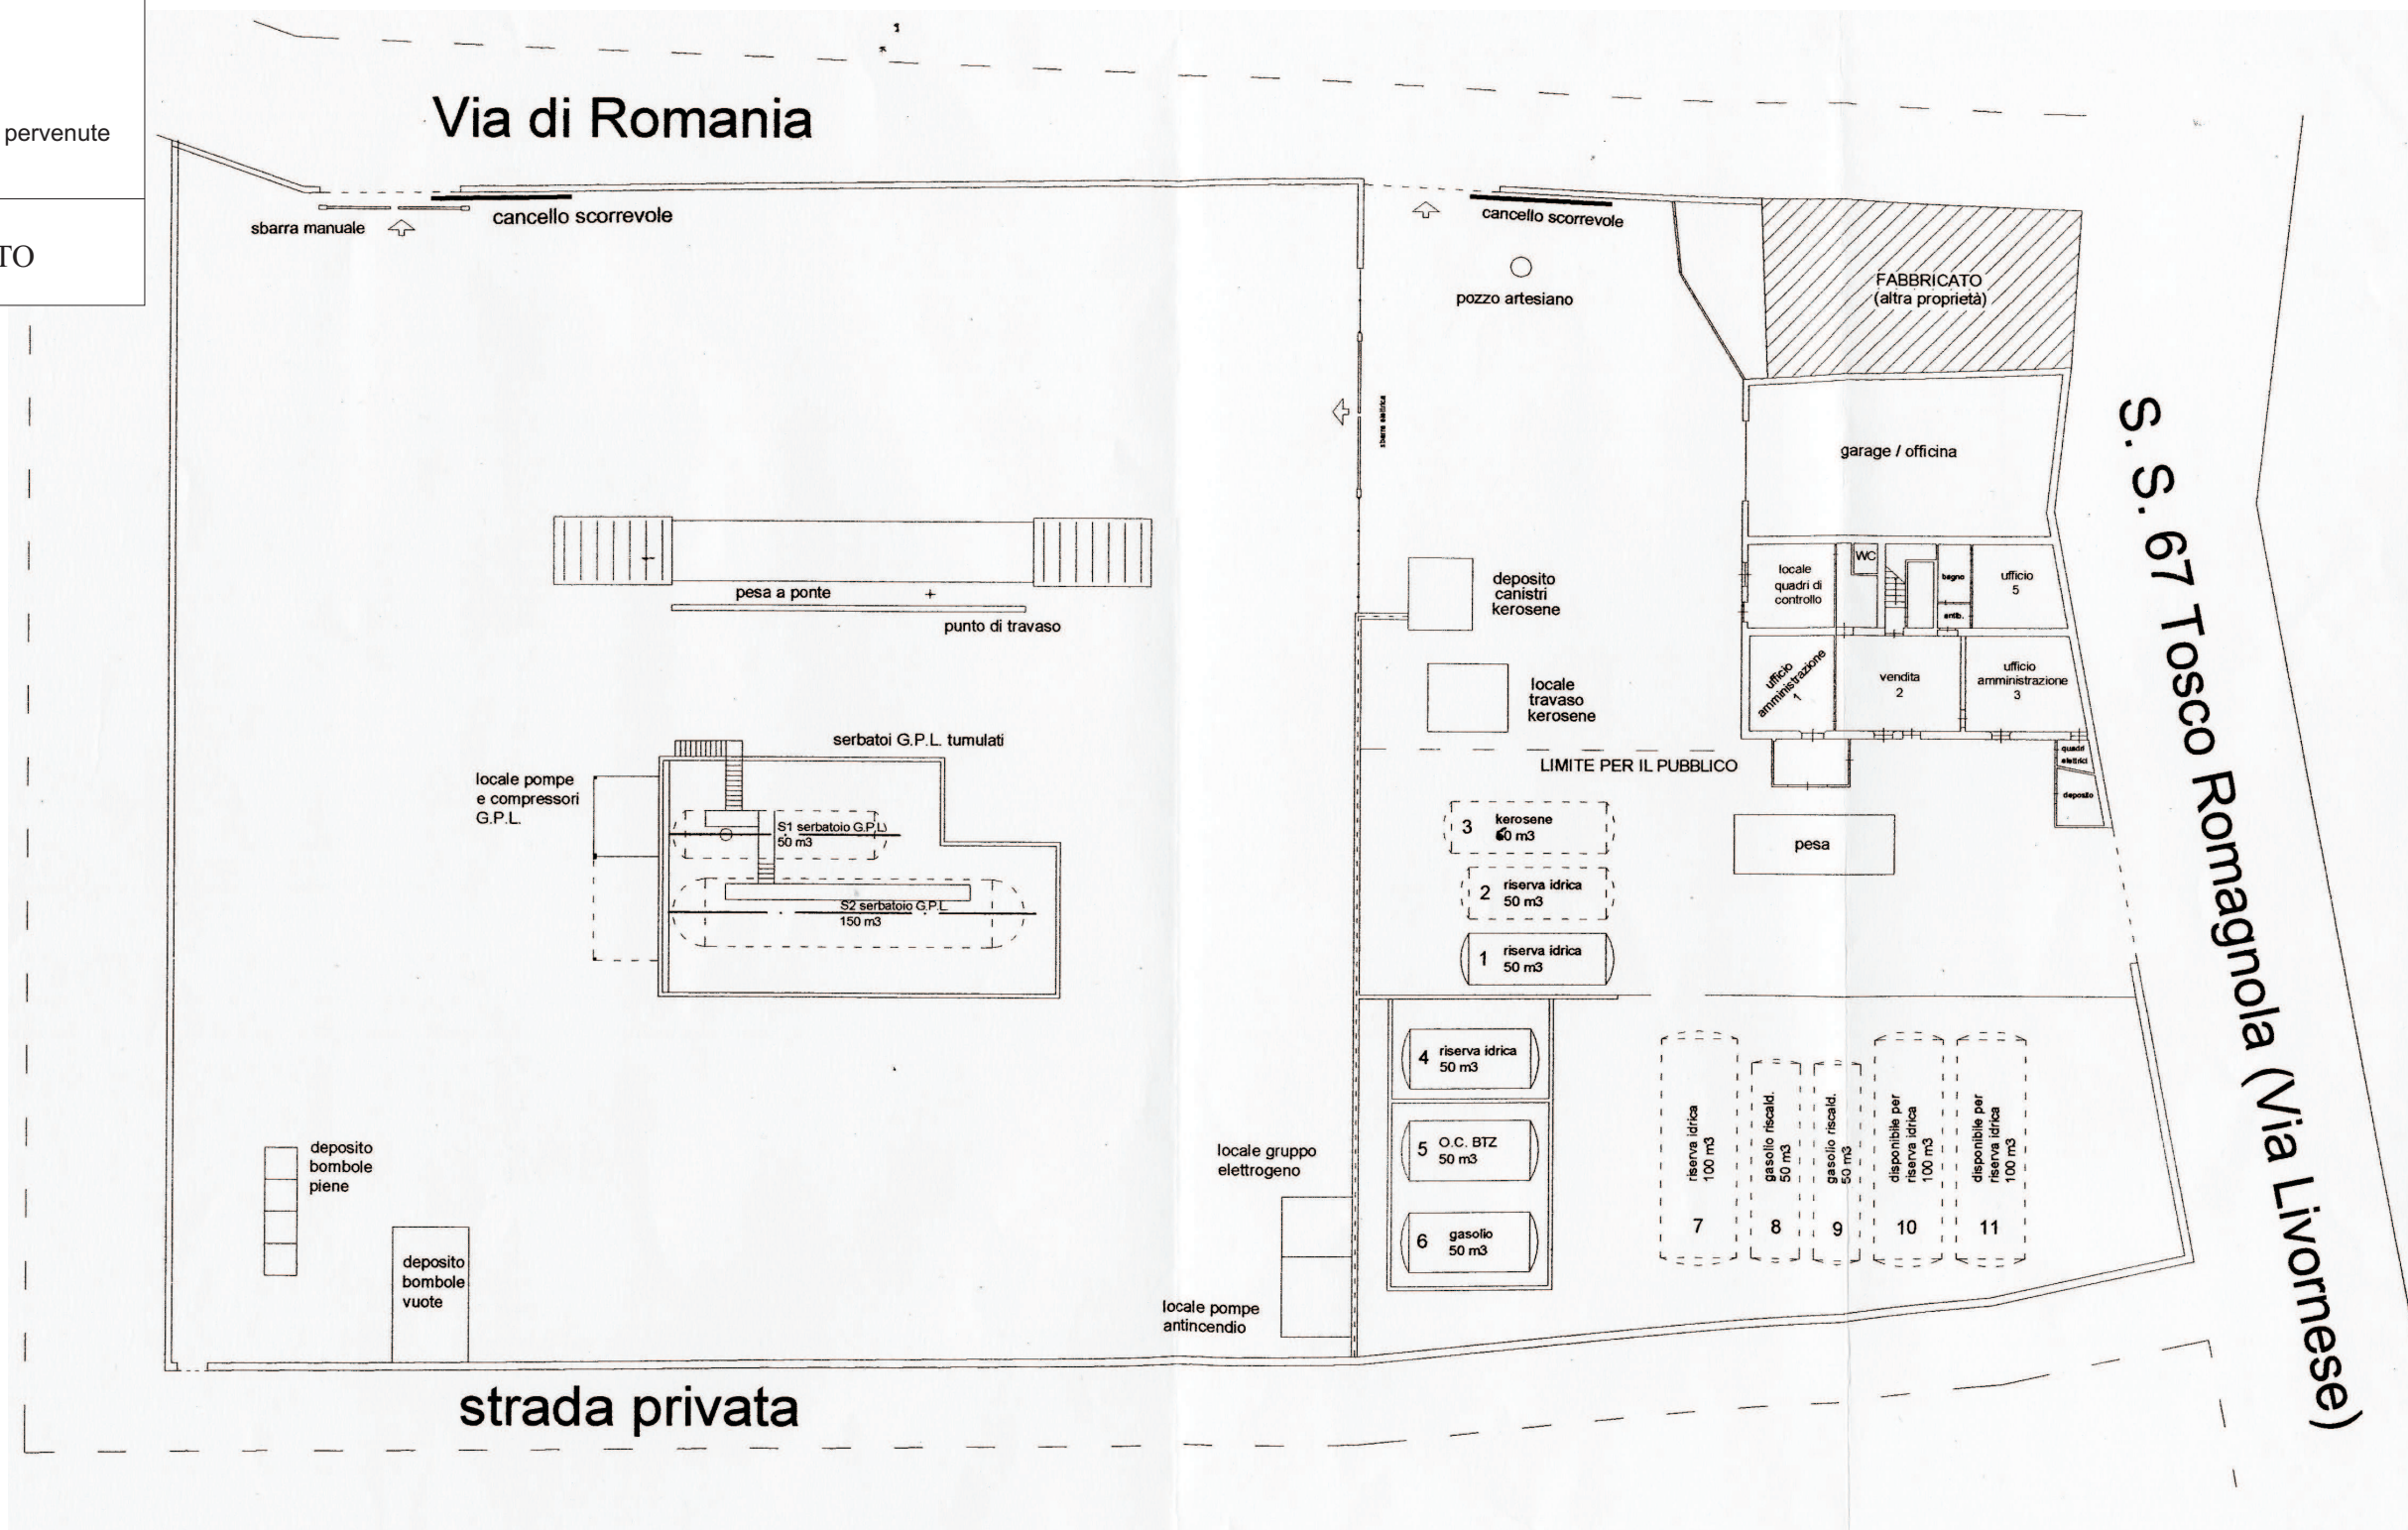 pervenute
TO
Via di Romania
sbarra manuale
cancello scorrevole
cancello scorrevole
pozzo artesiano
FABBRICATO
(altra proprietà)
sbarra elettrica
garage / officina
S. S. 67 Tosco Romagnola (Via Livornese)
pesa a ponte
punto di travaso
deposito
canistri
kerosene
locale
quadri di
controllo
WC
bagno
antib.
ufficio
5
locale
travaso
kerosene
ufficio
amministrazione
1
vendita
2
ufficio
amministrazione
3
quadri
elettrici
deposito
LIMITE PER IL PUBBLICO
serbatoi G.P.L. tumulati
locale pompe
e compressori
G.P.L.
S1 serbatoio G.P.L.
50 m3
S2 serbatoio G.P.L.
150 m3
3 kerosene
m3
pesa
2 riserva idrica
50 m3
1 riserva idrica
50 m3
4 riserva idrica
50 m3
5 O.C. BTZ
50 m3
6 gasolio
50 m3
riserva idrica
100 m3
7
gasolio riscald.
50 m3
8
gasolio riscald.
50 m3
9
disponibile per
riserva idrica
100 m3
10
disponibile per
riserva idrica
100 m3
11
deposito
bombole
piene
deposito
bombole
vuote
locale gruppo
elettrogeno
locale pompe
antincendio
strada privata